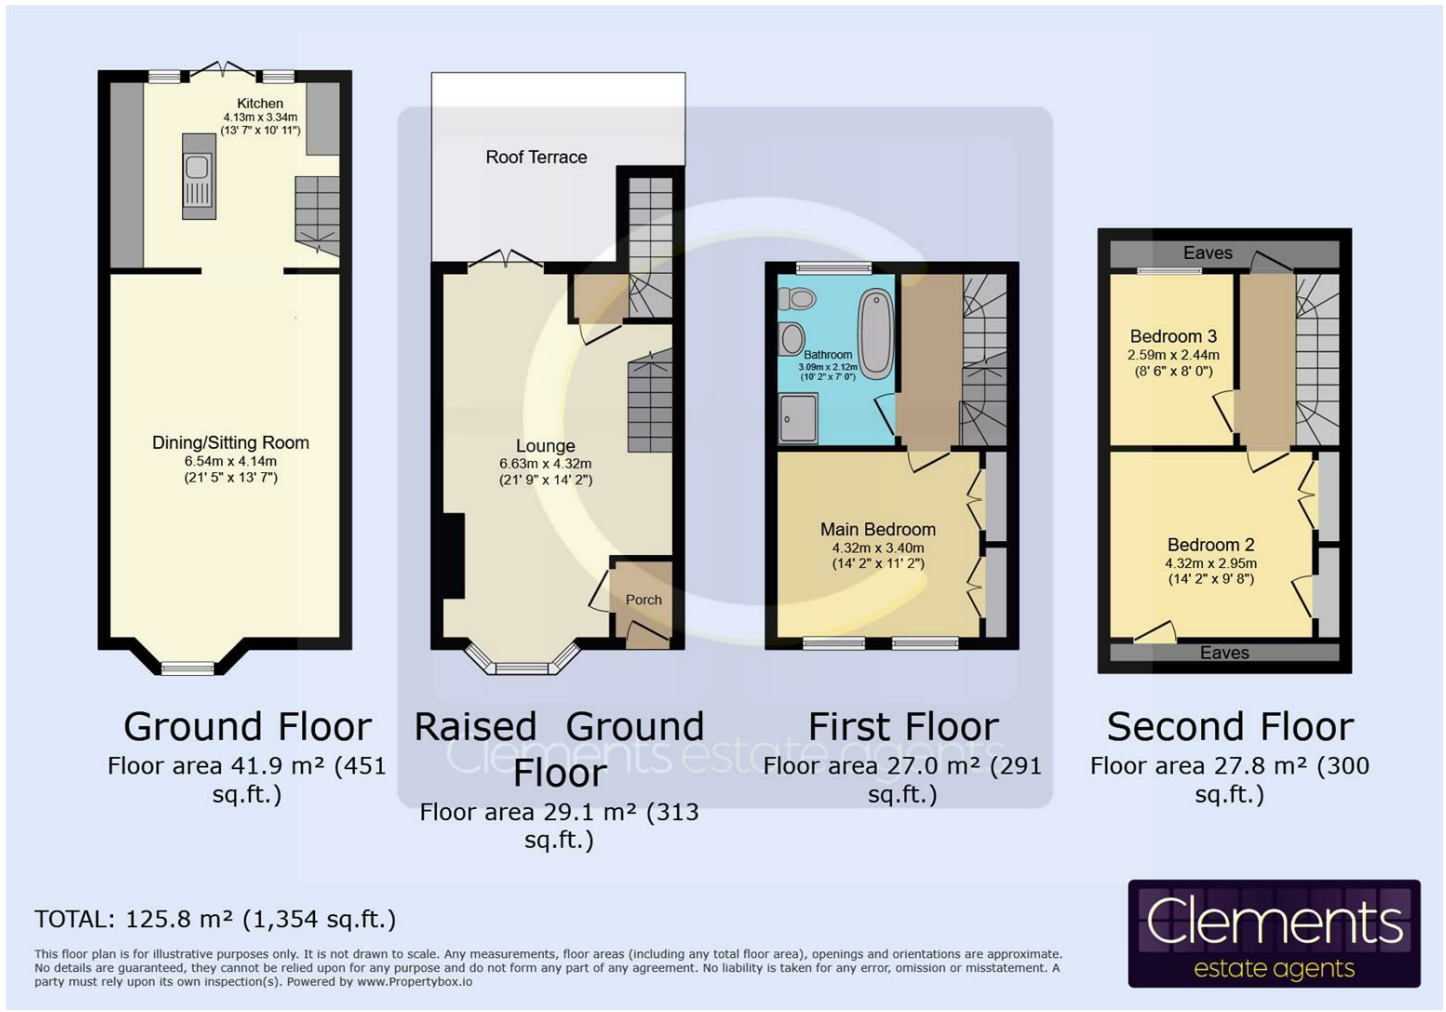 Kitchen
4.13m x 3.34m
(13' 7" x 10' 11")
Dining/Sitting Room
6.54m x 4.14m
(21' 5" x 13' 7")
Ground Floor
Floor area 41.9 m² (451
sq.ft.)
Roof Terrace
Lounge
6.63m x 4.32m
(21' 9" x 14' 2")
Porch
Raised Ground
Floor
Floor area 29.1 m² (313
sq.ft.)
Bathroom
3.09m x 2.12m
(10' 2" x 7' 0")
Main Bedroom
4.32m x 3.40m
(14' 2" x 11' 2")
First Floor
Floor area 27.0 m² (291
sq.ft.)
Eaves
Bedroom 3
2.59m x 2.44m
(8' 6" x 8' 0")
Bedroom 2
4.32m x 2.95m
(14' 2" x 9' 8")
Eaves
Second Floor
Floor area 27.8 m² (300
sq.ft.)
Clements estate agents
TOTAL: 125.8 m² (1,354 sq.ft.)
This floor plan is for illustrative purposes only. It is not drawn to scale. Any measurements, floor areas (including any total floor area), openings and orientations are approximate.
No details are guaranteed, they cannot be relied upon for any purpose and do not form any part of any agreement. No liability is taken for any error, omission or misstatement. A
party must rely upon its own inspection(s). Powered by www.Propertybox.io
Clements
estate agents